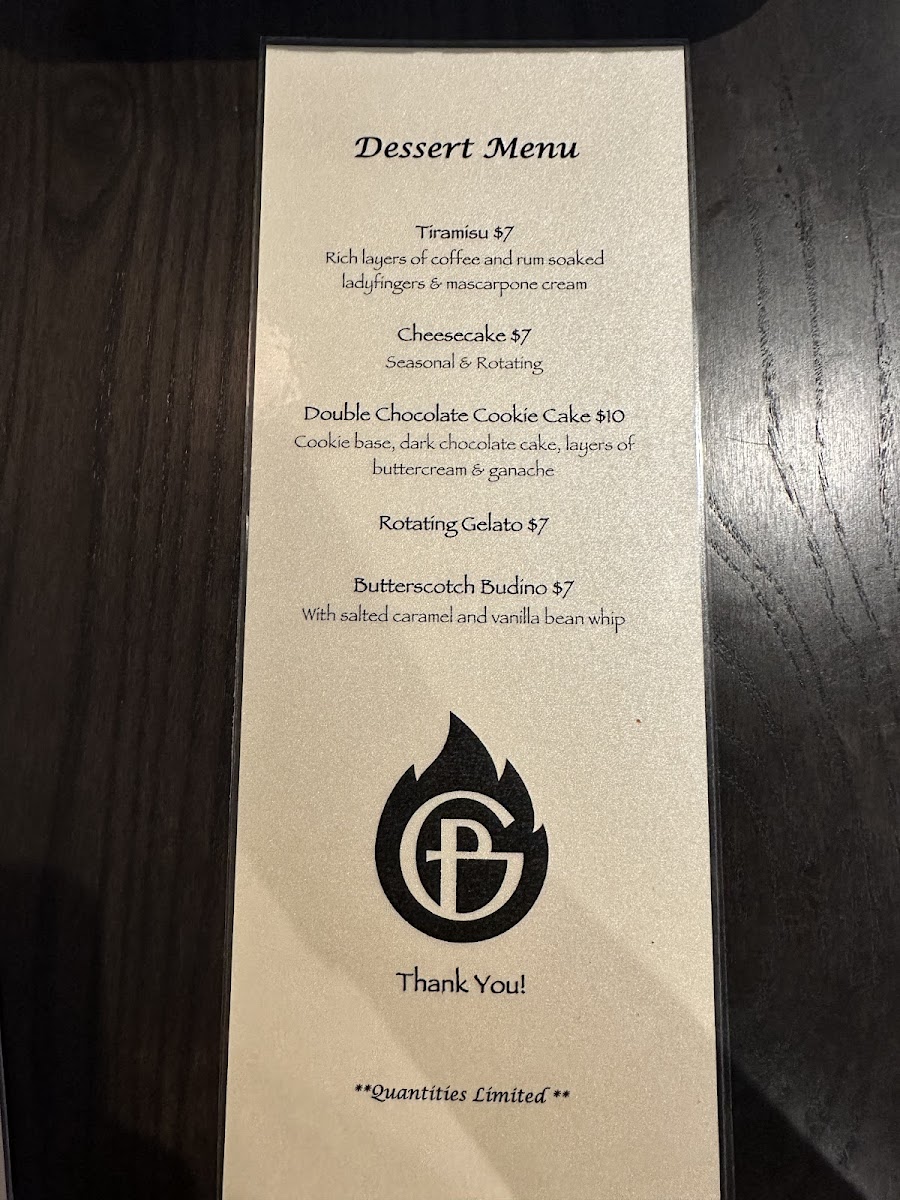 Dessert Menu
Tiramisu $7
Rich layers of coffee and rum soaked
ladyfingers & mascarpone cream
Cheesecake $7
Seasonal & Rotating
Double Chocolate Cookie Cake $10
Cookie base, dark chocolate cake, layers of
buttercream & ganache
Rotating Gelato $7
Butterscotch Budino $7
With salted caramel and vanilla bean whip
GP
Thank You!
**Quantities Limited **